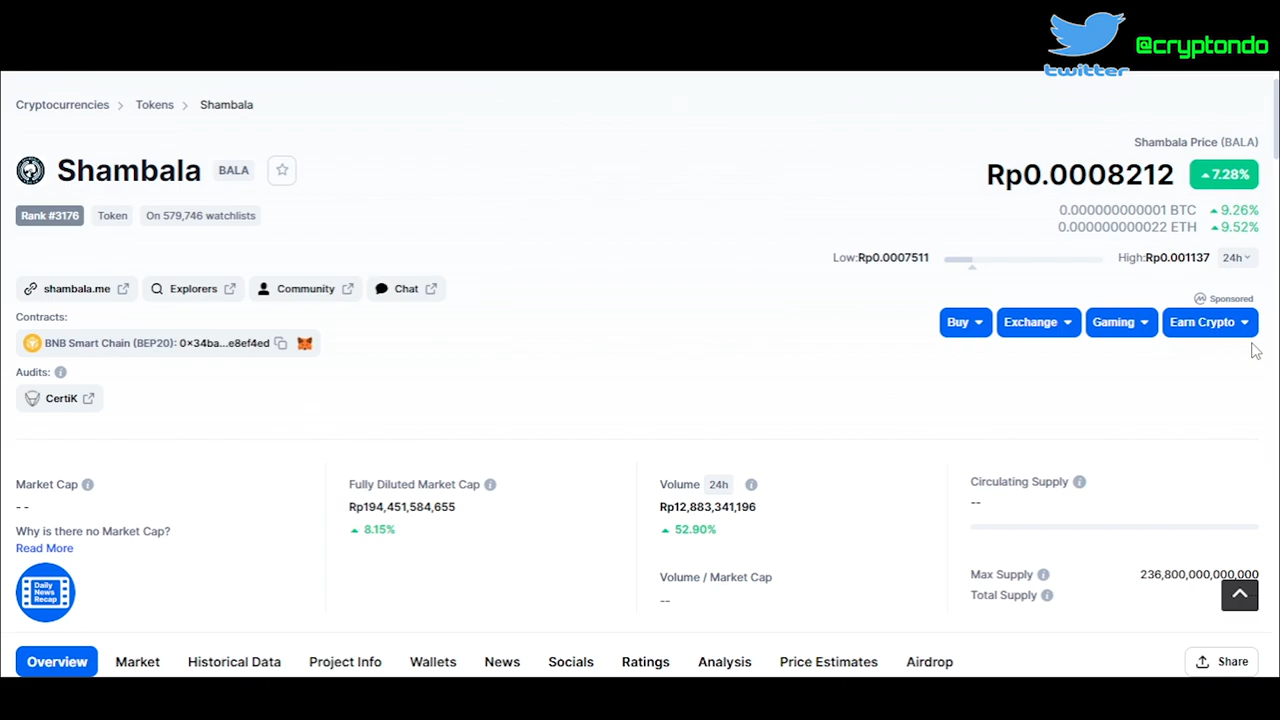 twitter
@cryptondo
Cryptocurrencies > Tokens > Shambala
Shambala BALA
Rank #3176 Token On 579,746 watchlists
shambala.me Explorers Community Chat
Contracts:
BNB Smart Chain (BEP20): 0x34ba...e8ef4ed
Audits:
CertiK
Shambala Price (BALA)
Rp0.0008212 7.28%
0.000000000001 BTC 9.26%
0.000000000022 ETH 9.52%
Low:Rp0.0007511 High:Rp0.001137 24h
Sponsored
Buy Exchange Gaming Earn Crypto
Market Cap
- -
Why is there no Market Cap?
Read More
Daily
News
Recap
Fully Diluted Market Cap
Rp194,451,584,655
8.15%
Volume 24h
Rp12,883,341,196
52.90%
Volume / Market Cap
--
Circulating Supply
--
Max Supply 236,800,000,000,000
Total Supply
Overview Market Historical Data Project Info Wallets News Socials Ratings Analysis Price Estimates Airdrop Share